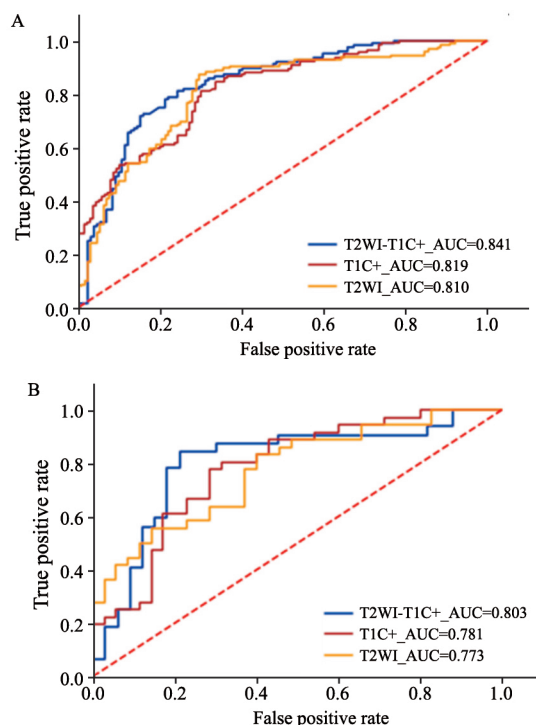 A
1.0
0.8
0.6
0.4
0.2
0.0
True positive rate
T2WI-T1C+_AUC=0.841
T1C+_AUC=0.819
T2WI_AUC=0.810
0.0 0.2 0.4 0.6 0.8 1.0
False positive rate
B
1.0
0.8
0.6
0.4
0.2
0.0
True positive rate
T2WI-T1C+_AUC=0.803
T1C+_AUC=0.781
T2WI_AUC=0.773
0.0 0.2 0.4 0.6 0.8 1.0
False positive rate